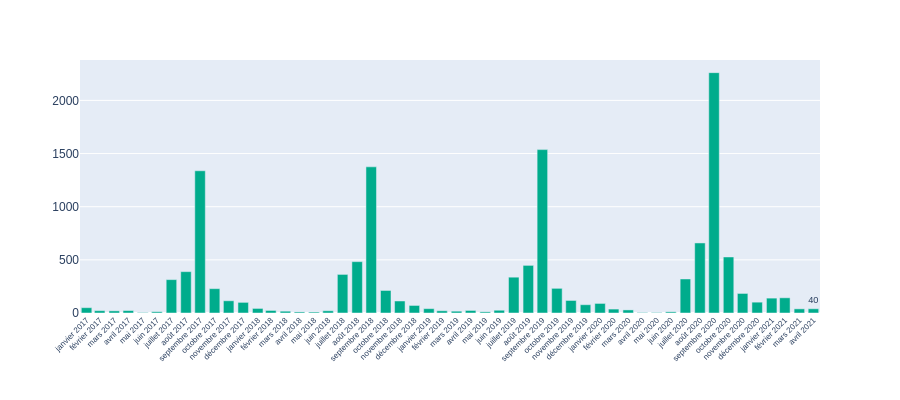 2000
1500
1000
500
0
40
janvier 2017
février 2017
mars 2017
avril 2017
mai 2017
juin 2017
juillet 2017
août 2017
septembre 2017
octobre 2017
novembre 2017
décembre 2017
janvier 2018
février 2018
mars 2018
avril 2018
mai 2018
juin 2018
juillet 2018
août 2018
septembre 2018
octobre 2018
novembre 2018
décembre 2018
janvier 2019
février 2019
mars 2019
avril 2019
mai 2019
juin 2019
juillet 2019
août 2019
septembre 2019
octobre 2019
novembre 2019
décembre 2019
janvier 2020
février 2020
mars 2020
avril 2020
mai 2020
juin 2020
juillet 2020
août 2020
septembre 2020
octobre 2020
novembre 2020
décembre 2020
janvier 2021
février 2021
mars 2021
avril 2021